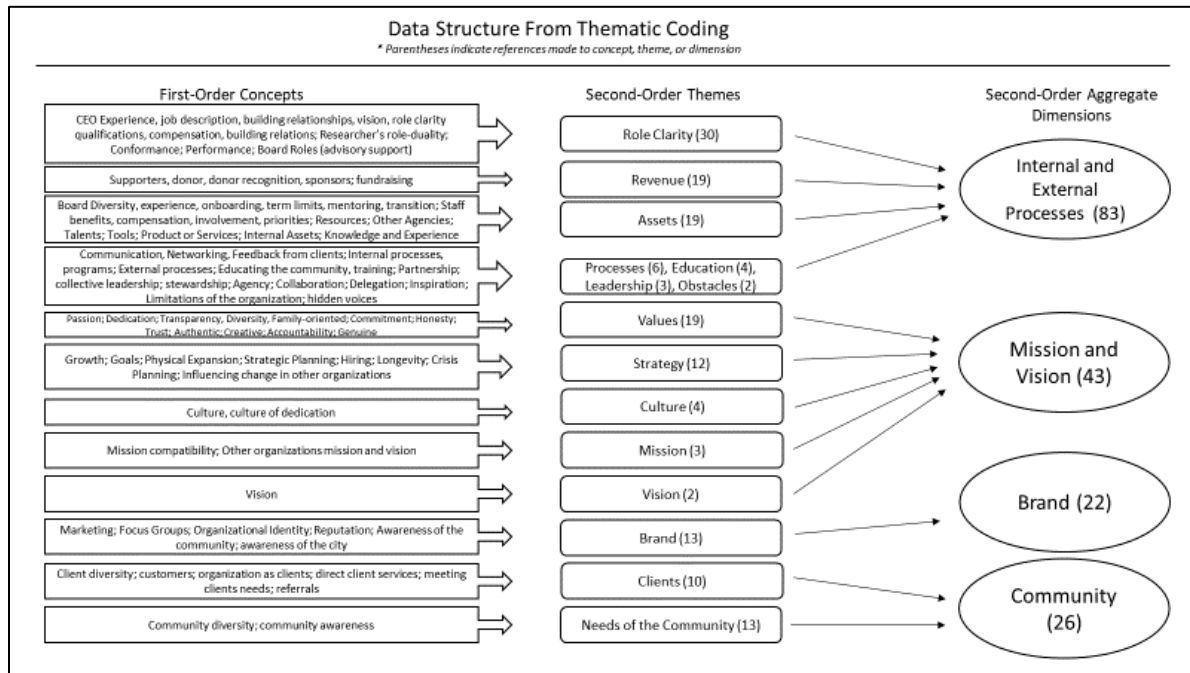 Data Structure From Thematic Coding
* Parentheses indicate references made to concept, theme, or dimension
First-Order Concepts
CEO Experience, job description, building relationships, vision, role clarity
qualifications, compensation, building relations; Researcher's role-duality;
Conformance; Performance; Board Roles (advisory support)
Supporters, donor, donor recognition, sponsors; fundraising
Board Diversity, experience, onboarding, term limits, mentoring, transition; Staff
benefits, compensation, involvement, priorities; Resources; Other Agencies;
Talents; Tools; Product or Services; Internal Assets; Knowledge and Experience
Communication, Networking, Feedback from clients; Internal processes,
programs; External processes; Educating the community, training; Partnership;
collective leadership; stewardship; Agency; Collaboration; Delegation; Inspiration;
Limitations of the organization; hidden voices
Passion; Dedication; Transparency, Diversity, Family-oriented; Commitment; Honesty;
Trust; Authentic; Creative; Accountability; Genuine
Growth; Goals; Physical Expansion; Strategic Planning; Hiring; Longevity; Crisis
Planning; Influencing change in other organizations
Culture, culture of dedication
Mission compatibility; Other organizations mission and vision
Vision
Marketing; Focus Groups; Organizational Identity; Reputation; Awareness of the
community; awareness of the city
Client diversity; customers; organization as clients; direct client services; meeting
clients needs; referrals
Community diversity; community awareness
Second-Order Themes
Role Clarity (30)
Revenue (19)
Assets (19)
Processes (6), Education (4),
Leadership (3), Obstacles (2)
Values (19)
Strategy (12)
Culture (4)
Mission (3)
Vision (2)
Brand (13)
Clients (10)
Needs of the Community (13)
Second-Order Aggregate
Dimensions
Internal and
External
Processes (83)
Mission and
Vision (43)
Brand (22)
Community
(26)